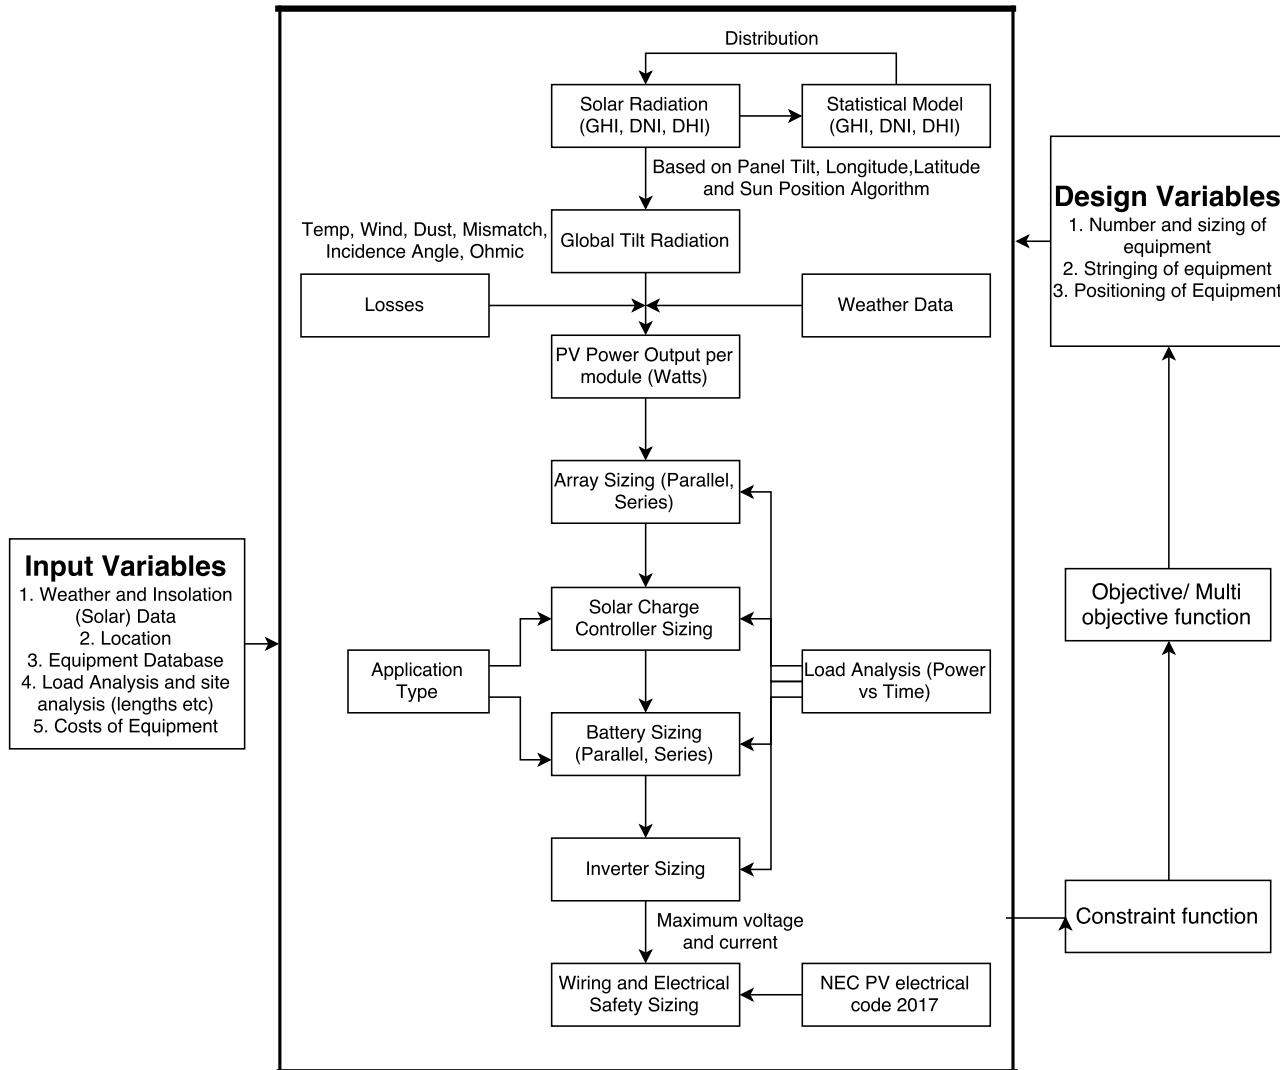 Distribution
Solar Radiation
(GHI, DNI, DHI)
Statistical Model
(GHI, DNI, DHI)
Based on Panel Tilt, Longitude,Latitude
and Sun Position Algorithm
Temp, Wind, Dust, Mismatch,
Incidence Angle, Ohmic
Global Tilt Radiation
Losses
Weather Data
PV Power Output per
module (Watts)
Array Sizing (Parallel,
Series)
Solar Charge
Controller Sizing
Application
Type
Load Analysis (Power
vs Time)
Battery Sizing
(Parallel, Series)
Inverter Sizing
Maximum voltage
and current
Wiring and Electrical
Safety Sizing
NEC PV electrical
code 2017
Input Variables
1. Weather and Insolation
(Solar) Data
2. Location
3. Equipment Database
4. Load Analysis and site
analysis (lengths etc)
5. Costs of Equipment
Design Variables
1. Number and sizing of
equipment
2. Stringing of equipment
3. Positioning of Equipment
Objective/ Multi
objective function
Constraint function